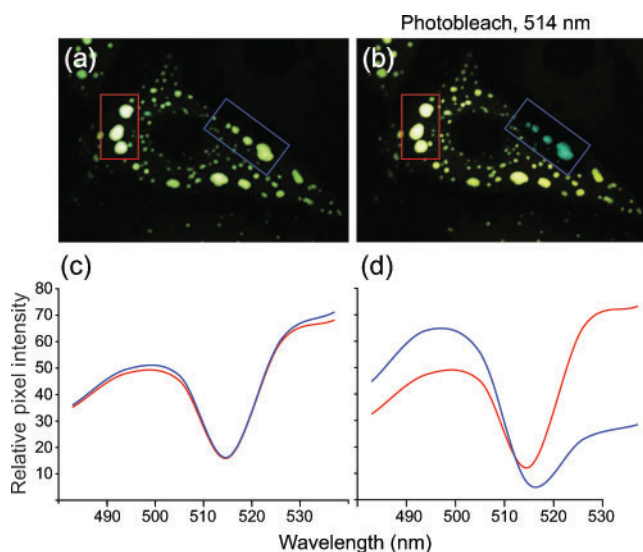 Photobleach, 514 nm
(a)
(b)
(c)
(d)
Relative pixel intensity
80
70
60
50
40
30
20
10
490 500 510 520 530
490 500 510 520 530
Wavelength (nm)